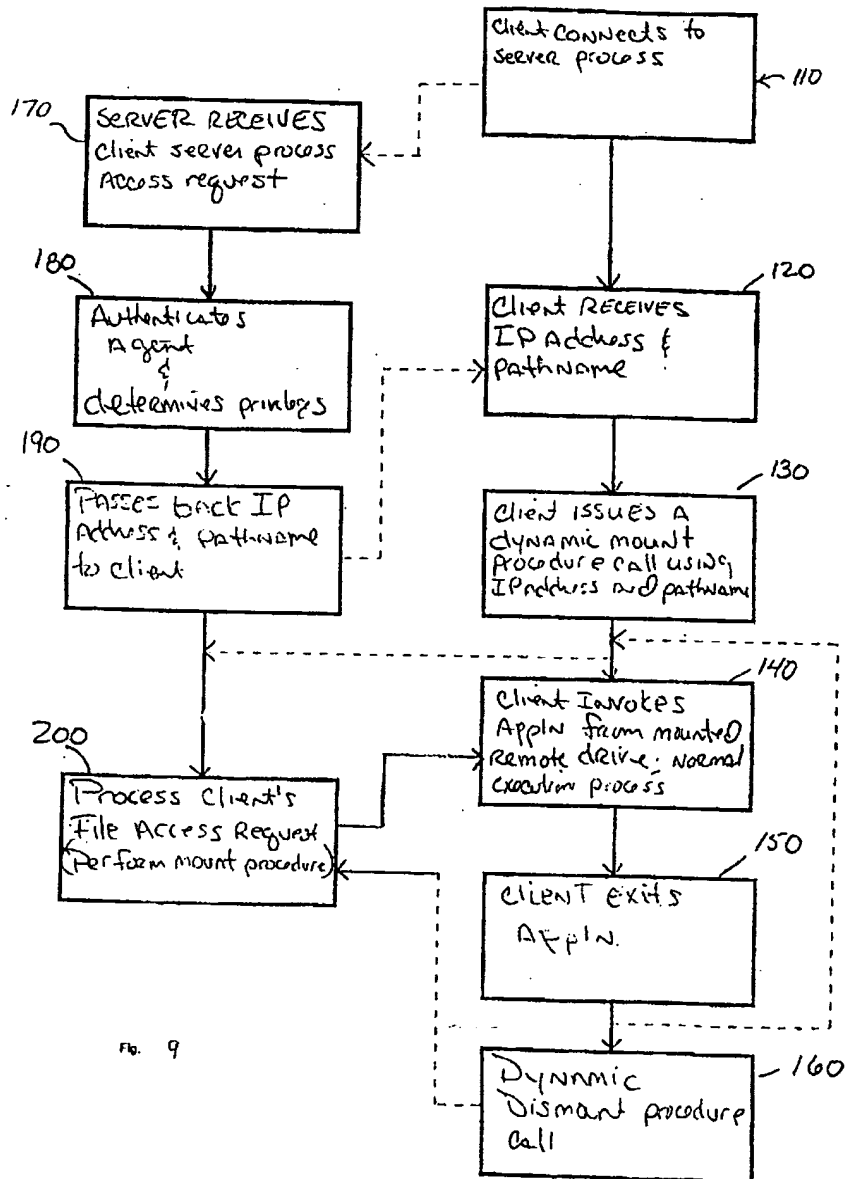 Client CONNects to
server process
110
170
SERVER RECEIVES
Client server process
Access request
180
Authenticates
Agent
&
determines privlegs
120
Client RECEIVES
IP Address &
PATHNAME
190
PASSES back IP
Address & PATHNAME
to Client
130
Client ISSUES A
dynamic mount
procedure call using
IP address and pathname
140
Client Invokes
Appln from mounted
Remote drive; Normal
execution process
200
Process Client's
File Access Request
(Perform mount procedure)
150
CLIENT Exits
Appln.
160
DYNAMIC
Dismant procedure
call
FIG. 9